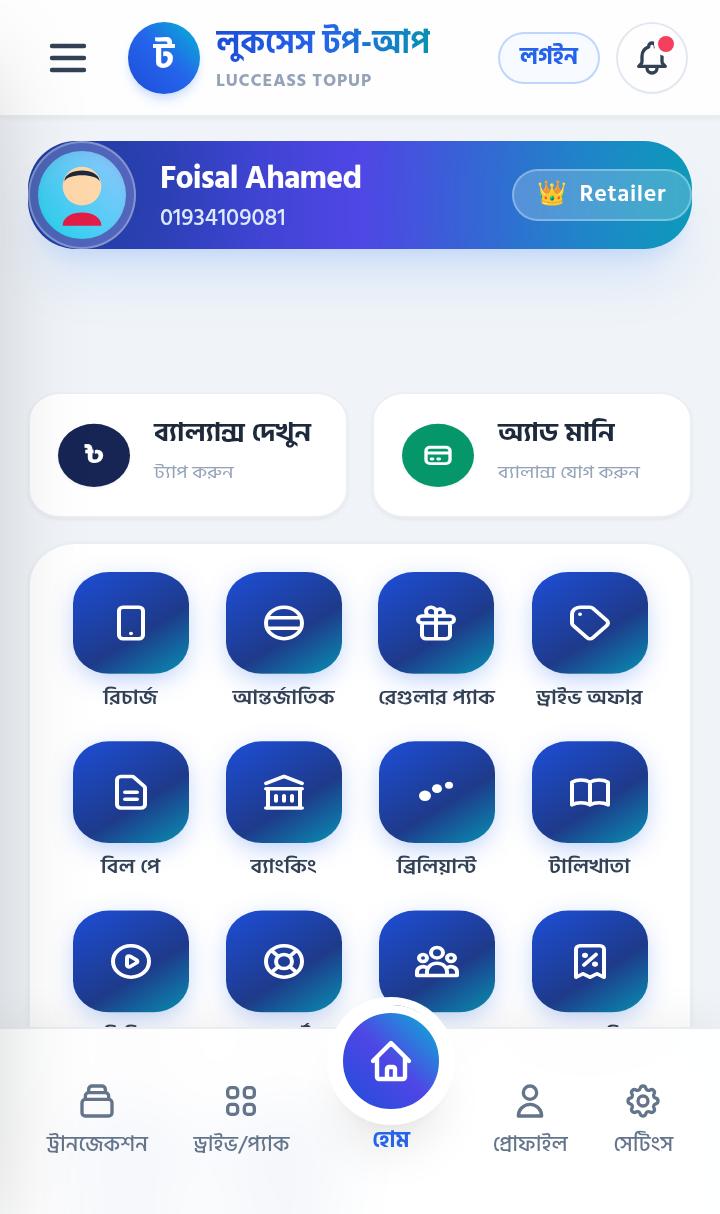 ট
লুকসেস টপ-আপ
LUCCEASS TOPUP
লগইন
Foisal Ahamed
01934109081
Retailer
ব্যাল্যান্স দেখুন
ট্যাপ করুন
অ্যাড মানি
ব্যালান্স যোগ করুন
রিচার্জ
আন্তর্জাতিক
রেগুলার প্যাক
ড্রাইভ অফার
বিল পে
ব্যাংকিং
ব্রিলিয়ান্ট
টালিখাতা
ট্রানজেকশন
ড্রাইভ/প্যাক
হোম
প্রোফাইল
সেটিংস